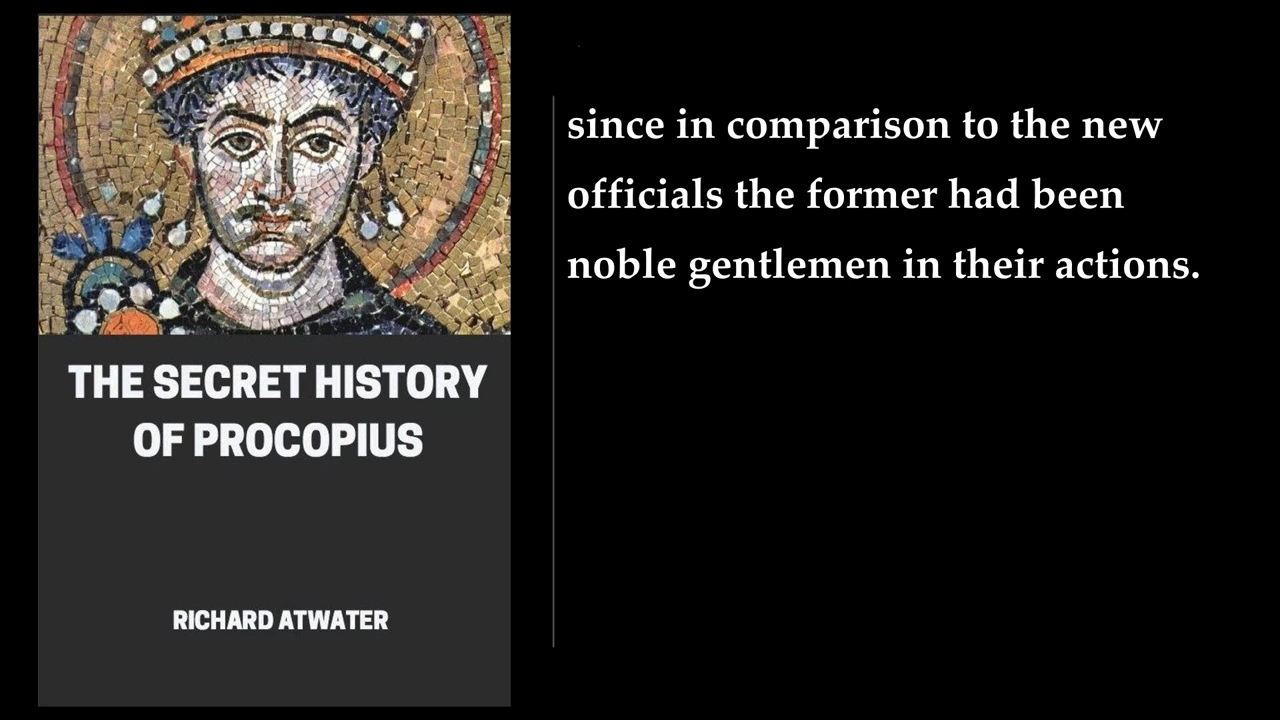 THE SECRET HISTORY
OF PROCOPIUS
RICHARD ATWATER
since in comparison to the new
officials the former had been
noble gentlemen in their actions.